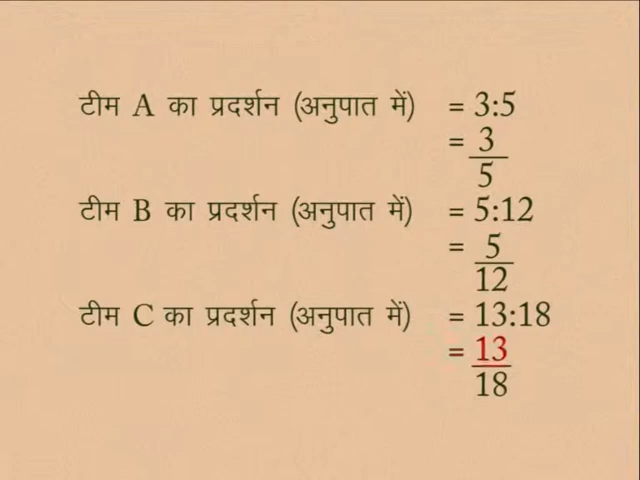 टीम A का प्रदर्शन (अनुपात में) = 3:5
= 3
5
टीम B का प्रदर्शन (अनुपात में) = 5:12
= 5
12
टीम C का प्रदर्शन (अनुपात में) = 13:18
= 13
18